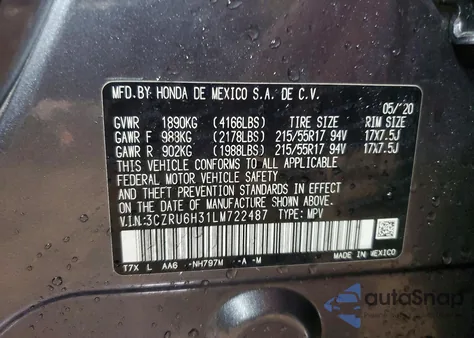 MFD.BY HONDA DE MEXICO S.A. DE C.V.
05/'20
GVWR 1890KG (4166LBS) TIRE SIZE RIM SIZE
GAWR F 988KG (2178LBS) 215/55R17 94V 17X7.5J
GAWR R 902KG (1988LBS) 215/55R17 94V 17X7.5J
THIS VEHICLE CONFORMS TO ALL APPLICABLE
FEDERAL MOTOR VEHICLE SAFETY, BUMPER,
AND THEFT PREVENTION STANDARDS IN EFFECT
ON THE DATE OF MANUFACTURE SHOWN ABOVE.
V.I.N:3CZRU6H31LM722487 TYPE: MPV
T7X L AA6 -NH797M -A -M
MADE IN MEXICO
autoSnap